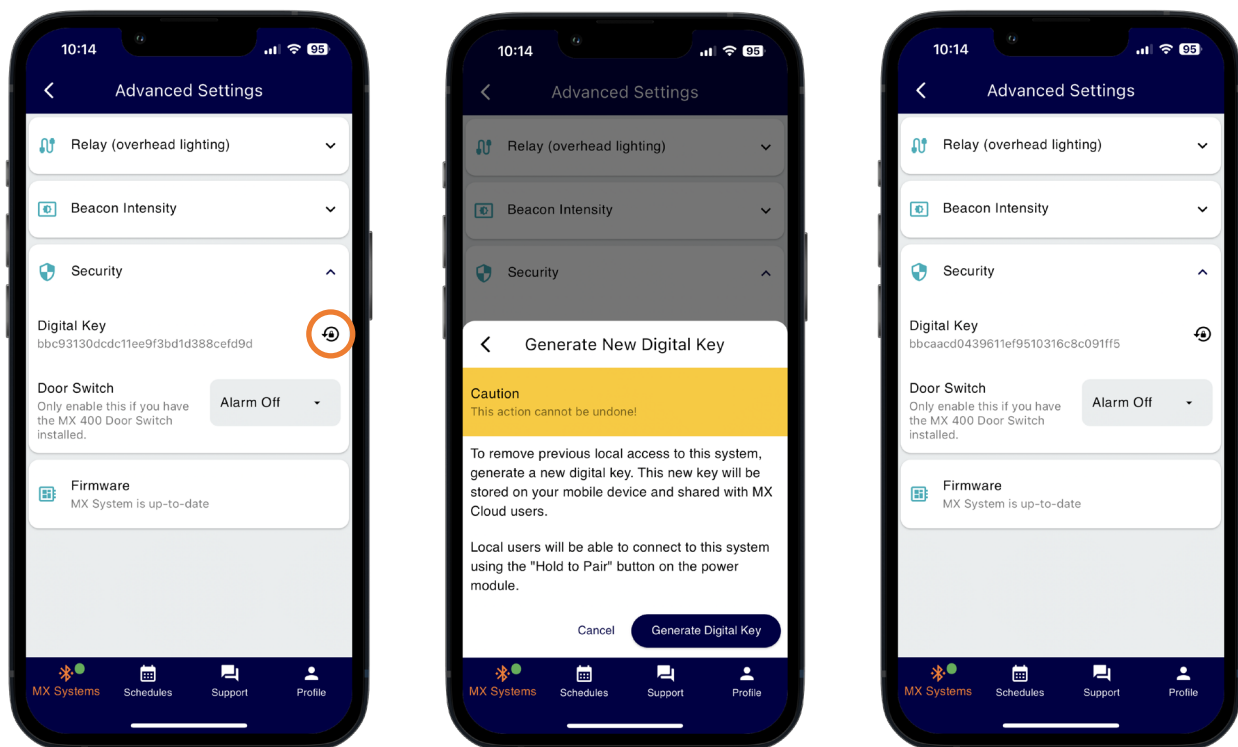 10:14
95
Advanced Settings
Relay (overhead lighting)
Beacon Intensity
Security
Digital Key
bbc93130dcdc11ee9f3bd1d388cefd9d
Door Switch
Only enable this if you have
the MX 400 Door Switch
installed.
Alarm Off
Firmware
MX System is up-to-date
MX Systems
Schedules
Support
Profile
10:14
95
Advanced Settings
Relay (overhead lighting)
Beacon Intensity
Security
Generate New Digital Key
Caution
This action cannot be undone!
To remove previous local access to this system,
generate a new digital key. This new key will be
stored on your mobile device and shared with MX
Cloud users.
Local users will be able to connect to this system
using the "Hold to Pair" button on the power
module.
Cancel
Generate Digital Key
MX Systems
Schedules
Support
Profile
10:14
95
Advanced Settings
Relay (overhead lighting)
Beacon Intensity
Security
Digital Key
bbcaacd0439611ef9510316c8c091ff5
Door Switch
Only enable this if you have
the MX 400 Door Switch
installed.
Alarm Off
Firmware
MX System is up-to-date
MX Systems
Schedules
Support
Profile